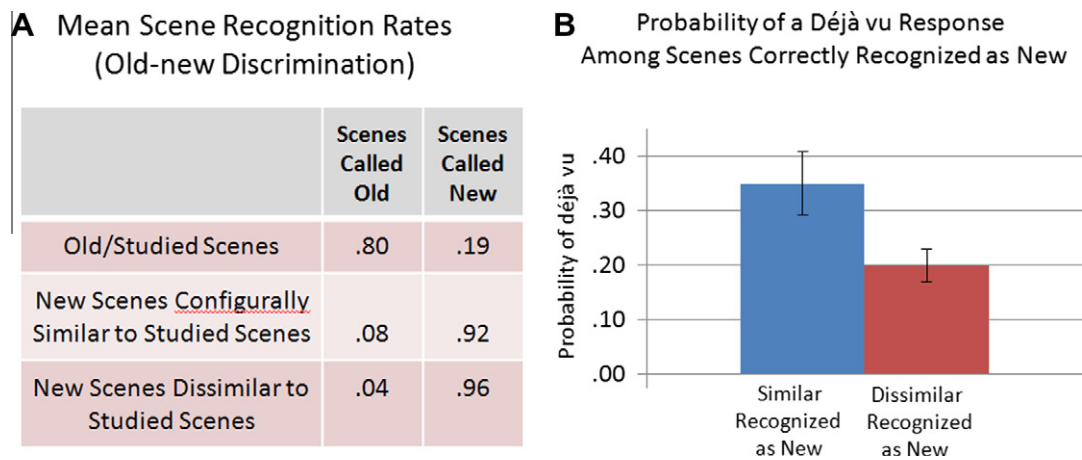 A Mean Scene Recognition Rates
(Old-new Discrimination)
Scenes Called Old
Scenes Called New
Old/Studied Scenes .80 .19
New Scenes Configurally
Similar to Studied Scenes .08 .92
New Scenes Dissimilar to
Studied Scenes .04 .96
B Probability of a Déjà vu Response
Among Scenes Correctly Recognized as New
Probability of déjà vu
.40
.30
.20
.10
.00
Similar
Recognized
as New
Dissimilar
Recognized
as New